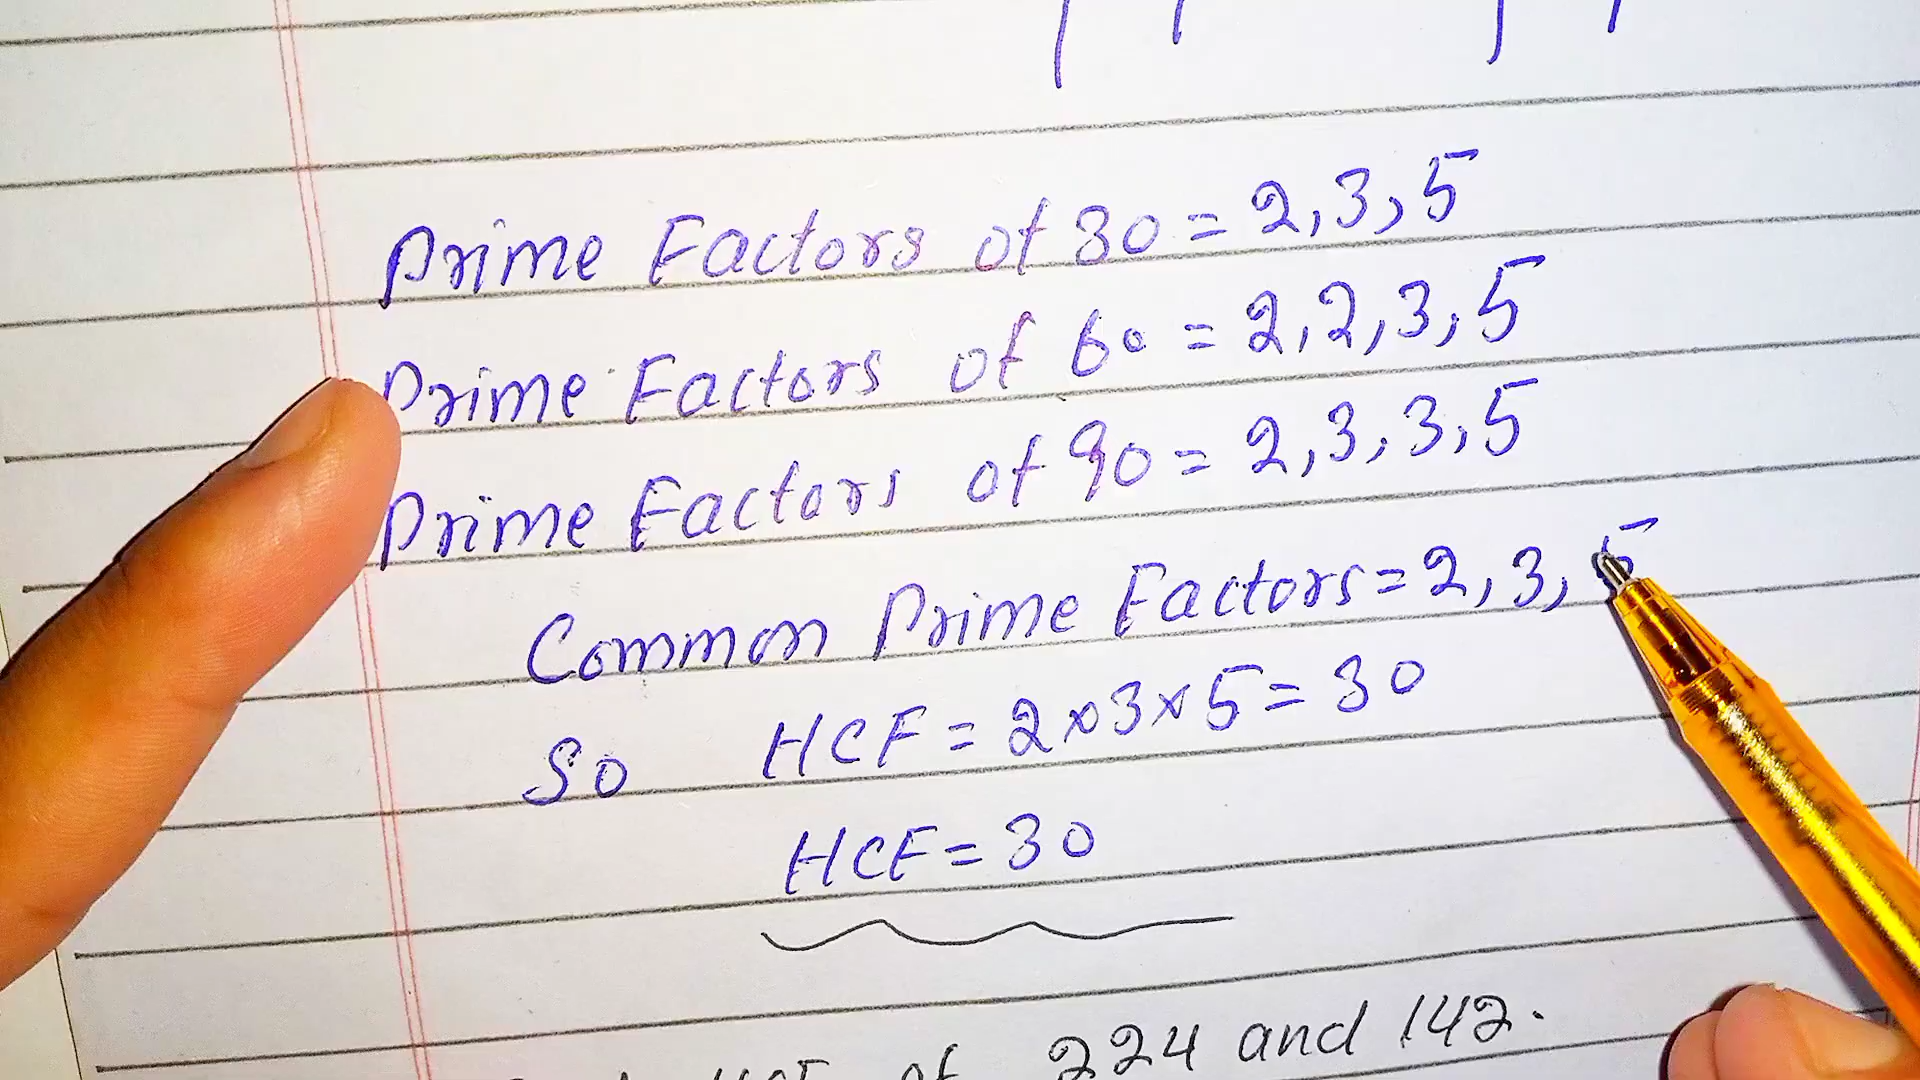 Prime Factors of 30 = 2, 3, 5
Prime Factors of 60 = 2, 2, 3, 5
Prime Factors of 90 = 2, 3, 3, 5
Common Prime Factors = 2, 3, 5
So HCF = 2×3×5 = 30
HCF = 30
of 224 and 142.